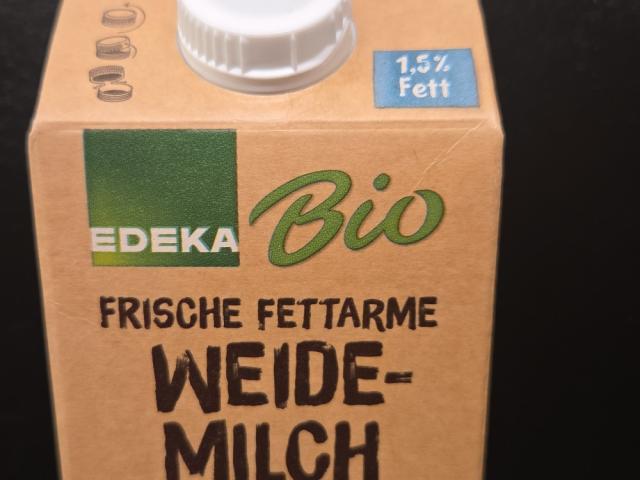 1,5%
Fett
EDEKA Bio
FRISCHE FETTARME
WEIDE-
MILCH